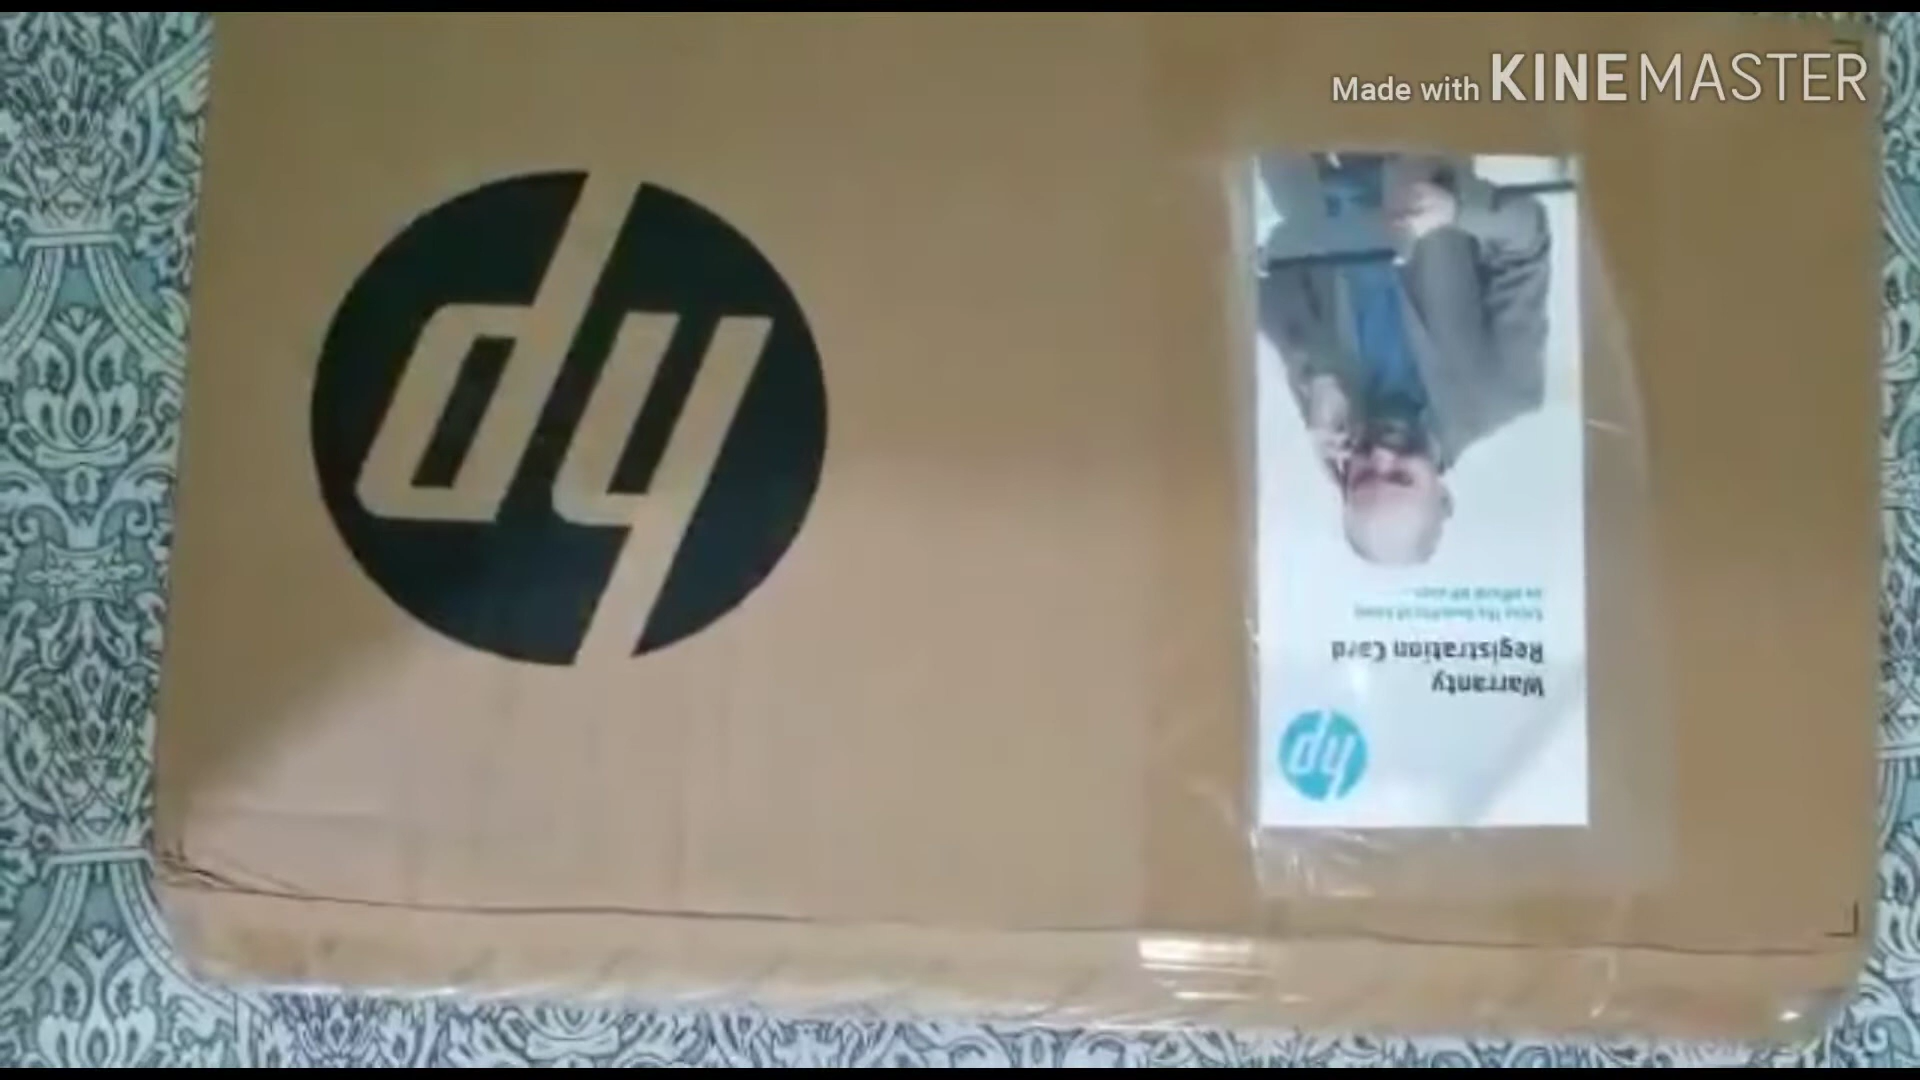 Made with KINEMASTER
hp
hp
Warranty
Registration Card